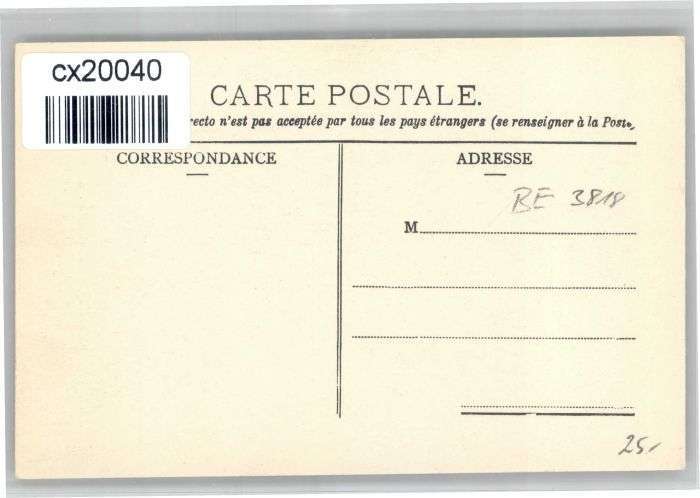 cx20040
CARTE POSTALE.
recto n'est pas acceptée par tous les pays étrangers (se renseigner à la Poste)
CORRESPONDANCE
ADRESSE
BE 3818
M
25,-